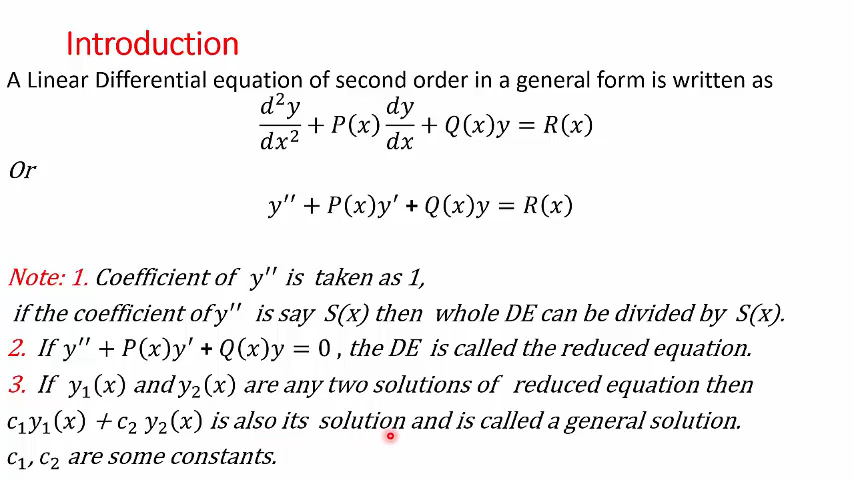 Introduction
A Linear Differential equation of second order in a general form is written as
d²y/dx² + P(x) dy/dx + Q(x)y = R(x)
Or
y′′ + P(x)y′ + Q(x)y = R(x)
Note: 1. Coefficient of y′′ is taken as 1,
if the coefficient of y′′ is say S(x) then whole DE can be divided by S(x).
2. If y′′ + P(x)y′ + Q(x)y = 0 , the DE is called the reduced equation.
3. If y₁(x) and y₂(x) are any two solutions of reduced equation then
c₁y₁(x) + c₂ y₂(x) is also its solution and is called a general solution.
c₁, c₂ are some constants.